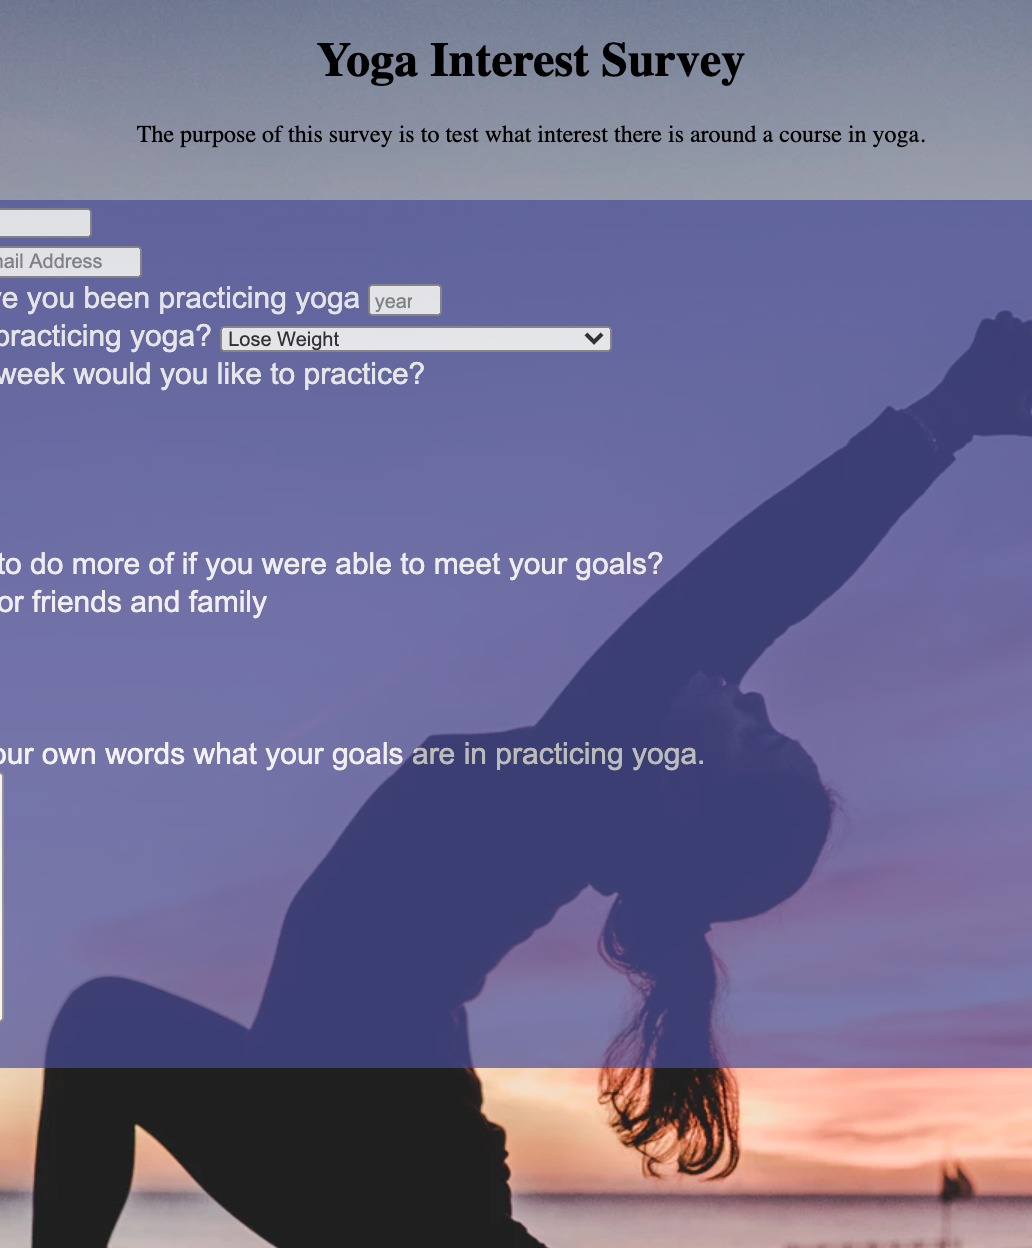 Yoga Interest Survey
The purpose of this survey is to test what interest there is around a course in yoga.
ail Address
e you been practicing yoga year
practicing yoga? Lose Weight
week would you like to practice?
to do more of if you were able to meet your goals?
or friends and family
our own words what your goals are in practicing yoga.